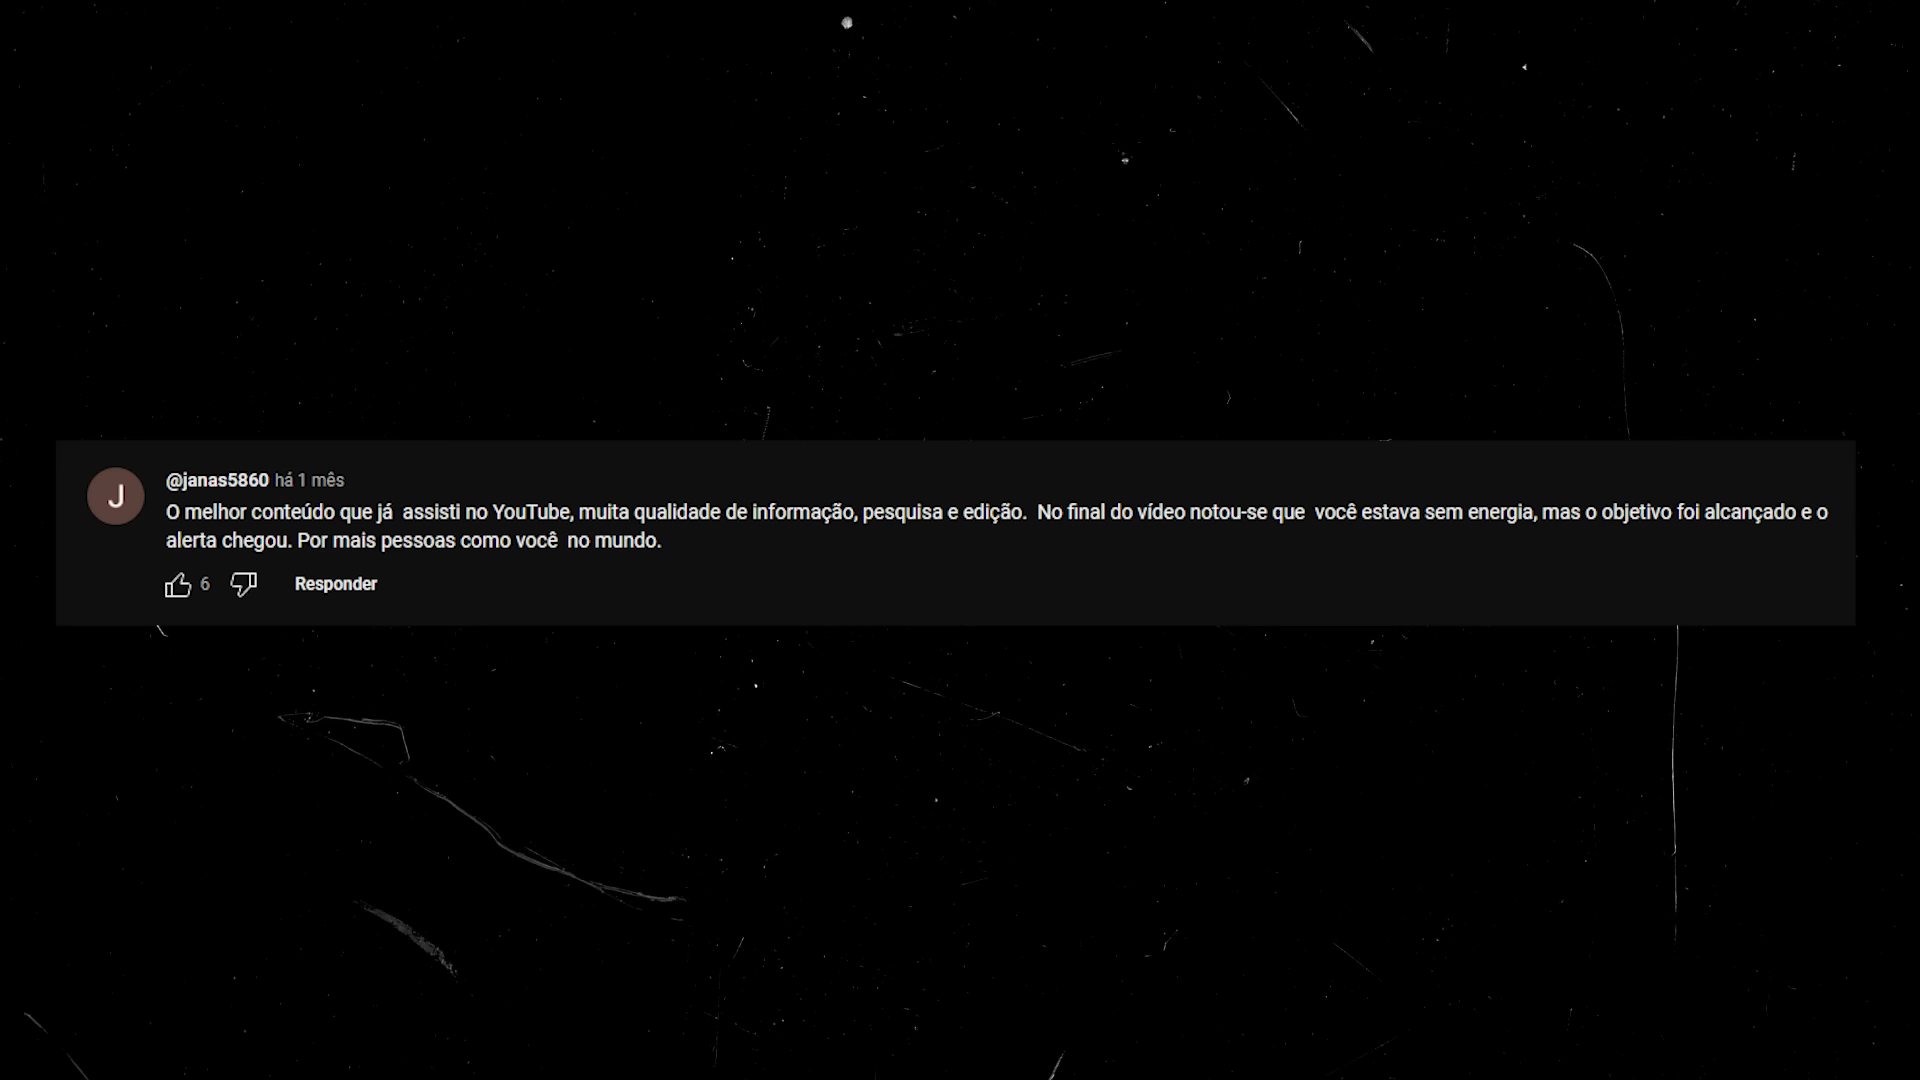 J
@janas5860 há 1 mês
O melhor conteúdo que já  assisti no YouTube, muita qualidade de informação, pesquisa e edição.  No final do vídeo notou-se que  você estava sem energia, mas o objetivo foi alcançado e o
alerta chegou. Por mais pessoas como você  no mundo.
6 Responder